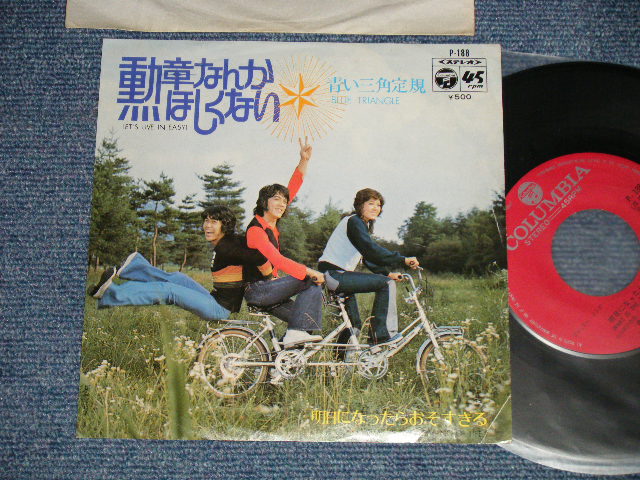 P-188
<ステレオ>
45
rpm
¥500
勲章なんか
ほしくない
LET'S LIVE IN EASY!
青い三角定規
BLUE TRIANGLE
明日になったらおそすぎる
COLUMBIA
STEREO
45RPM